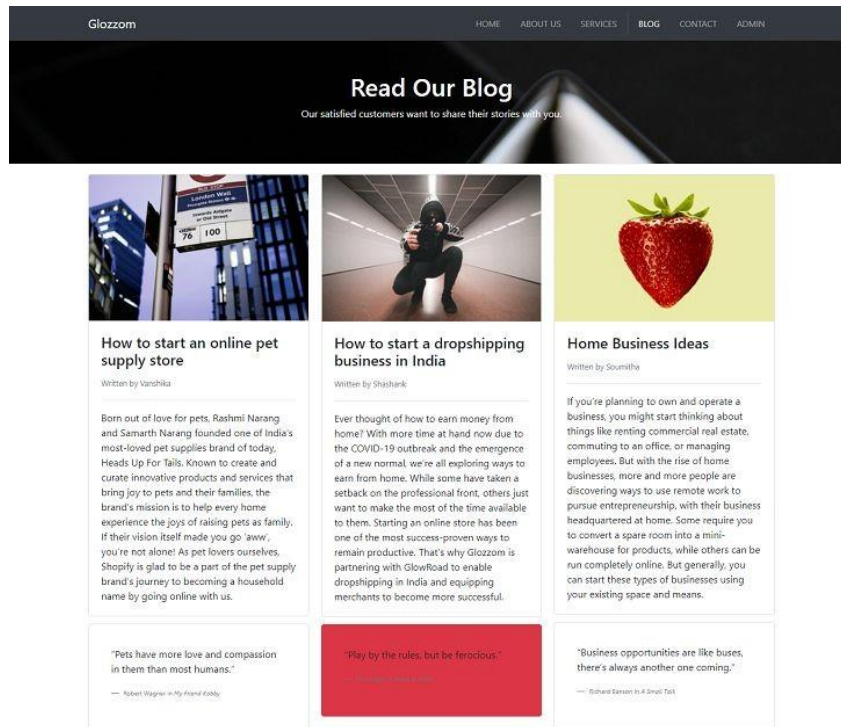 Glozzom
HOME ABOUT US SERVICES BLOG CONTACT ADMIN
Read Our Blog
Our satisfied customers want to share their stories with you.
BUS STOP
London Wall
towards Aldgate
or Old Street
76 100
How to start an online pet
supply store
Written by Vanshika
Born out of love for pets, Rashmi Narang
and Samarth Narang founded one of India's
most-loved pet supplies brand of today,
Heads Up For Tails. Known to create and
curate innovative products and services that
bring joy to pets and their families, the
brand's mission is to help every home
experience the joys of raising pets as family.
If their vision itself made you go 'aww',
you're not alone! As pet lovers ourselves,
Shopify is glad to be a part of the pet supply
brand's journey to becoming a household
name by going online with us.
How to start a dropshipping
business in India
Written by Shashank
Ever thought of how to earn money from
home? With more time at hand now due to
the COVID-19 outbreak and the emergence
of a new normal, we're all exploring ways to
earn from home. While some have taken a
setback on the professional front, others just
want to make the most of the time available
to them. Starting an online store has been
one of the most success-proven ways to
remain productive. That's why Glozzom is
partnering with GlowRoad to enable
dropshipping in India and equipping
merchants to become more successful.
Home Business Ideas
Written by Soumitha
If you're planning to own and operate a
business, you might start thinking about
things like renting commercial real estate,
commuting to an office, or managing
employees. But with the rise of home
businesses, more and more people are
discovering ways to use remote work to
pursue entrepreneurship, with their business
headquartered at home. Some require you
to convert a spare room into a mini-
warehouse for products, while others can be
run completely online. But generally, you
can start these types of businesses using
your existing space and means.
"Pets have more love and compassion
in them than most humans."
— Robert Wagner in My Friend Kobby
"Play by the rules, but be ferocious."
"Business opportunities are like buses,
there's always another one coming."
— Richard Banson in A Small Talk